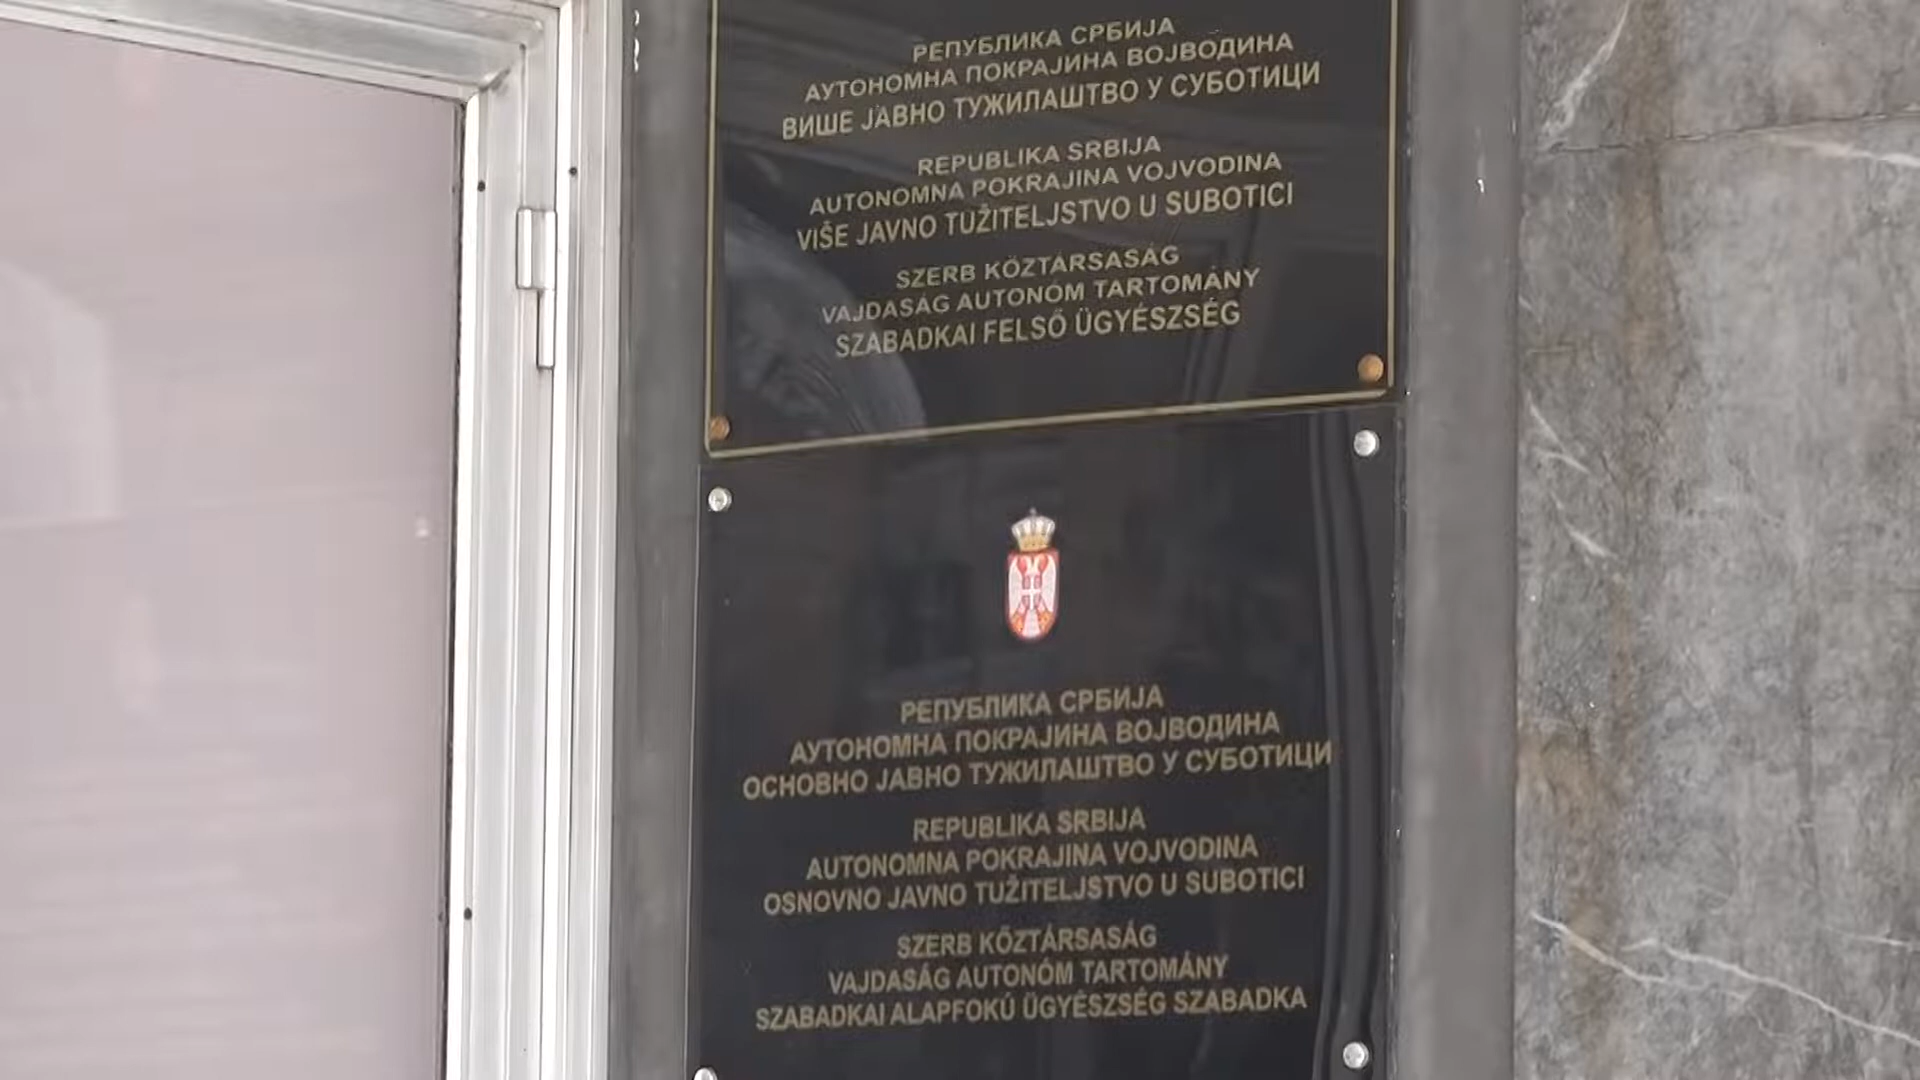 РЕПУБЛИКА СРБИЈА
АУТОНОМНА ПОКРАЈИНА ВОЈВОДИНА
ВИШЕ ЈАВНО ТУЖИЛАШТВО У СУБОТИЦИ
REPUBLIKA SRBIJA
AUTONOMNA POKRAJINA VOJVODINA
VIŠE JAVNO TUŽITELJSTVO U SUBOTICI
SZERB KÖZTÁRSASÁG
VAJDASÁG AUTONÓM TARTOMÁNY
SZABADKAI FELSŐ ÜGYÉSZSÉG
РЕПУБЛИКА СРБИЈА
АУТОНОМНА ПОКРАЈИНА ВОЈВОДИНА
ОСНОВНО ЈАВНО ТУЖИЛАШТВО У СУБОТИЦИ
REPUBLIKA SRBIJA
AUTONOMNA POKRAJINA VOJVODINA
OSNOVNO JAVNO TUŽITELJSTVO U SUBOTICI
SZERB KÖZTÁRSASÁG
VAJDASÁG AUTONÓM TARTOMÁNY
SZABADKAI ALAPFOKÚ ÜGYÉSZSÉG SZABADKA